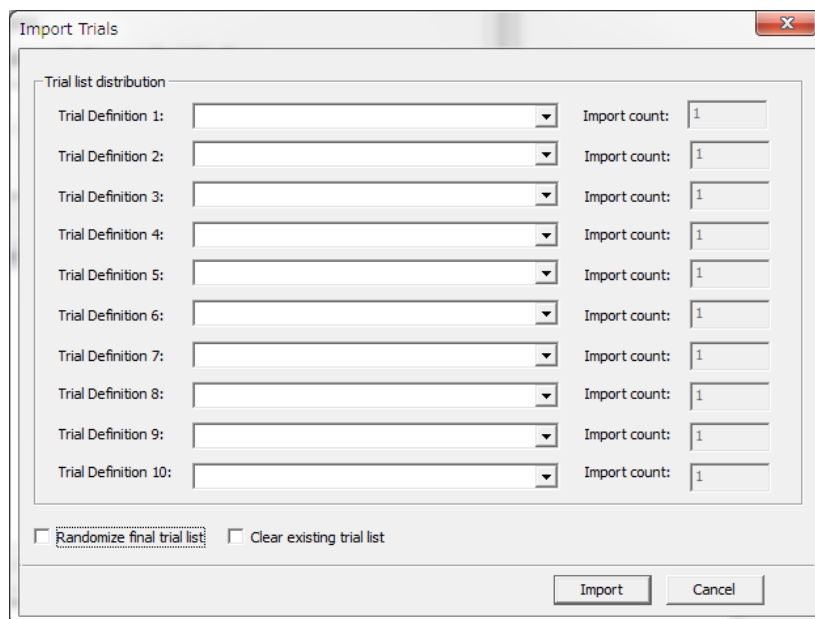 Import Trials
Trial list distribution
Trial Definition 1: Import count: 1
Trial Definition 2: Import count: 1
Trial Definition 3: Import count: 1
Trial Definition 4: Import count: 1
Trial Definition 5: Import count: 1
Trial Definition 6: Import count: 1
Trial Definition 7: Import count: 1
Trial Definition 8: Import count: 1
Trial Definition 9: Import count: 1
Trial Definition 10: Import count: 1
Randomize final trial list Clear existing trial list
Import Cancel